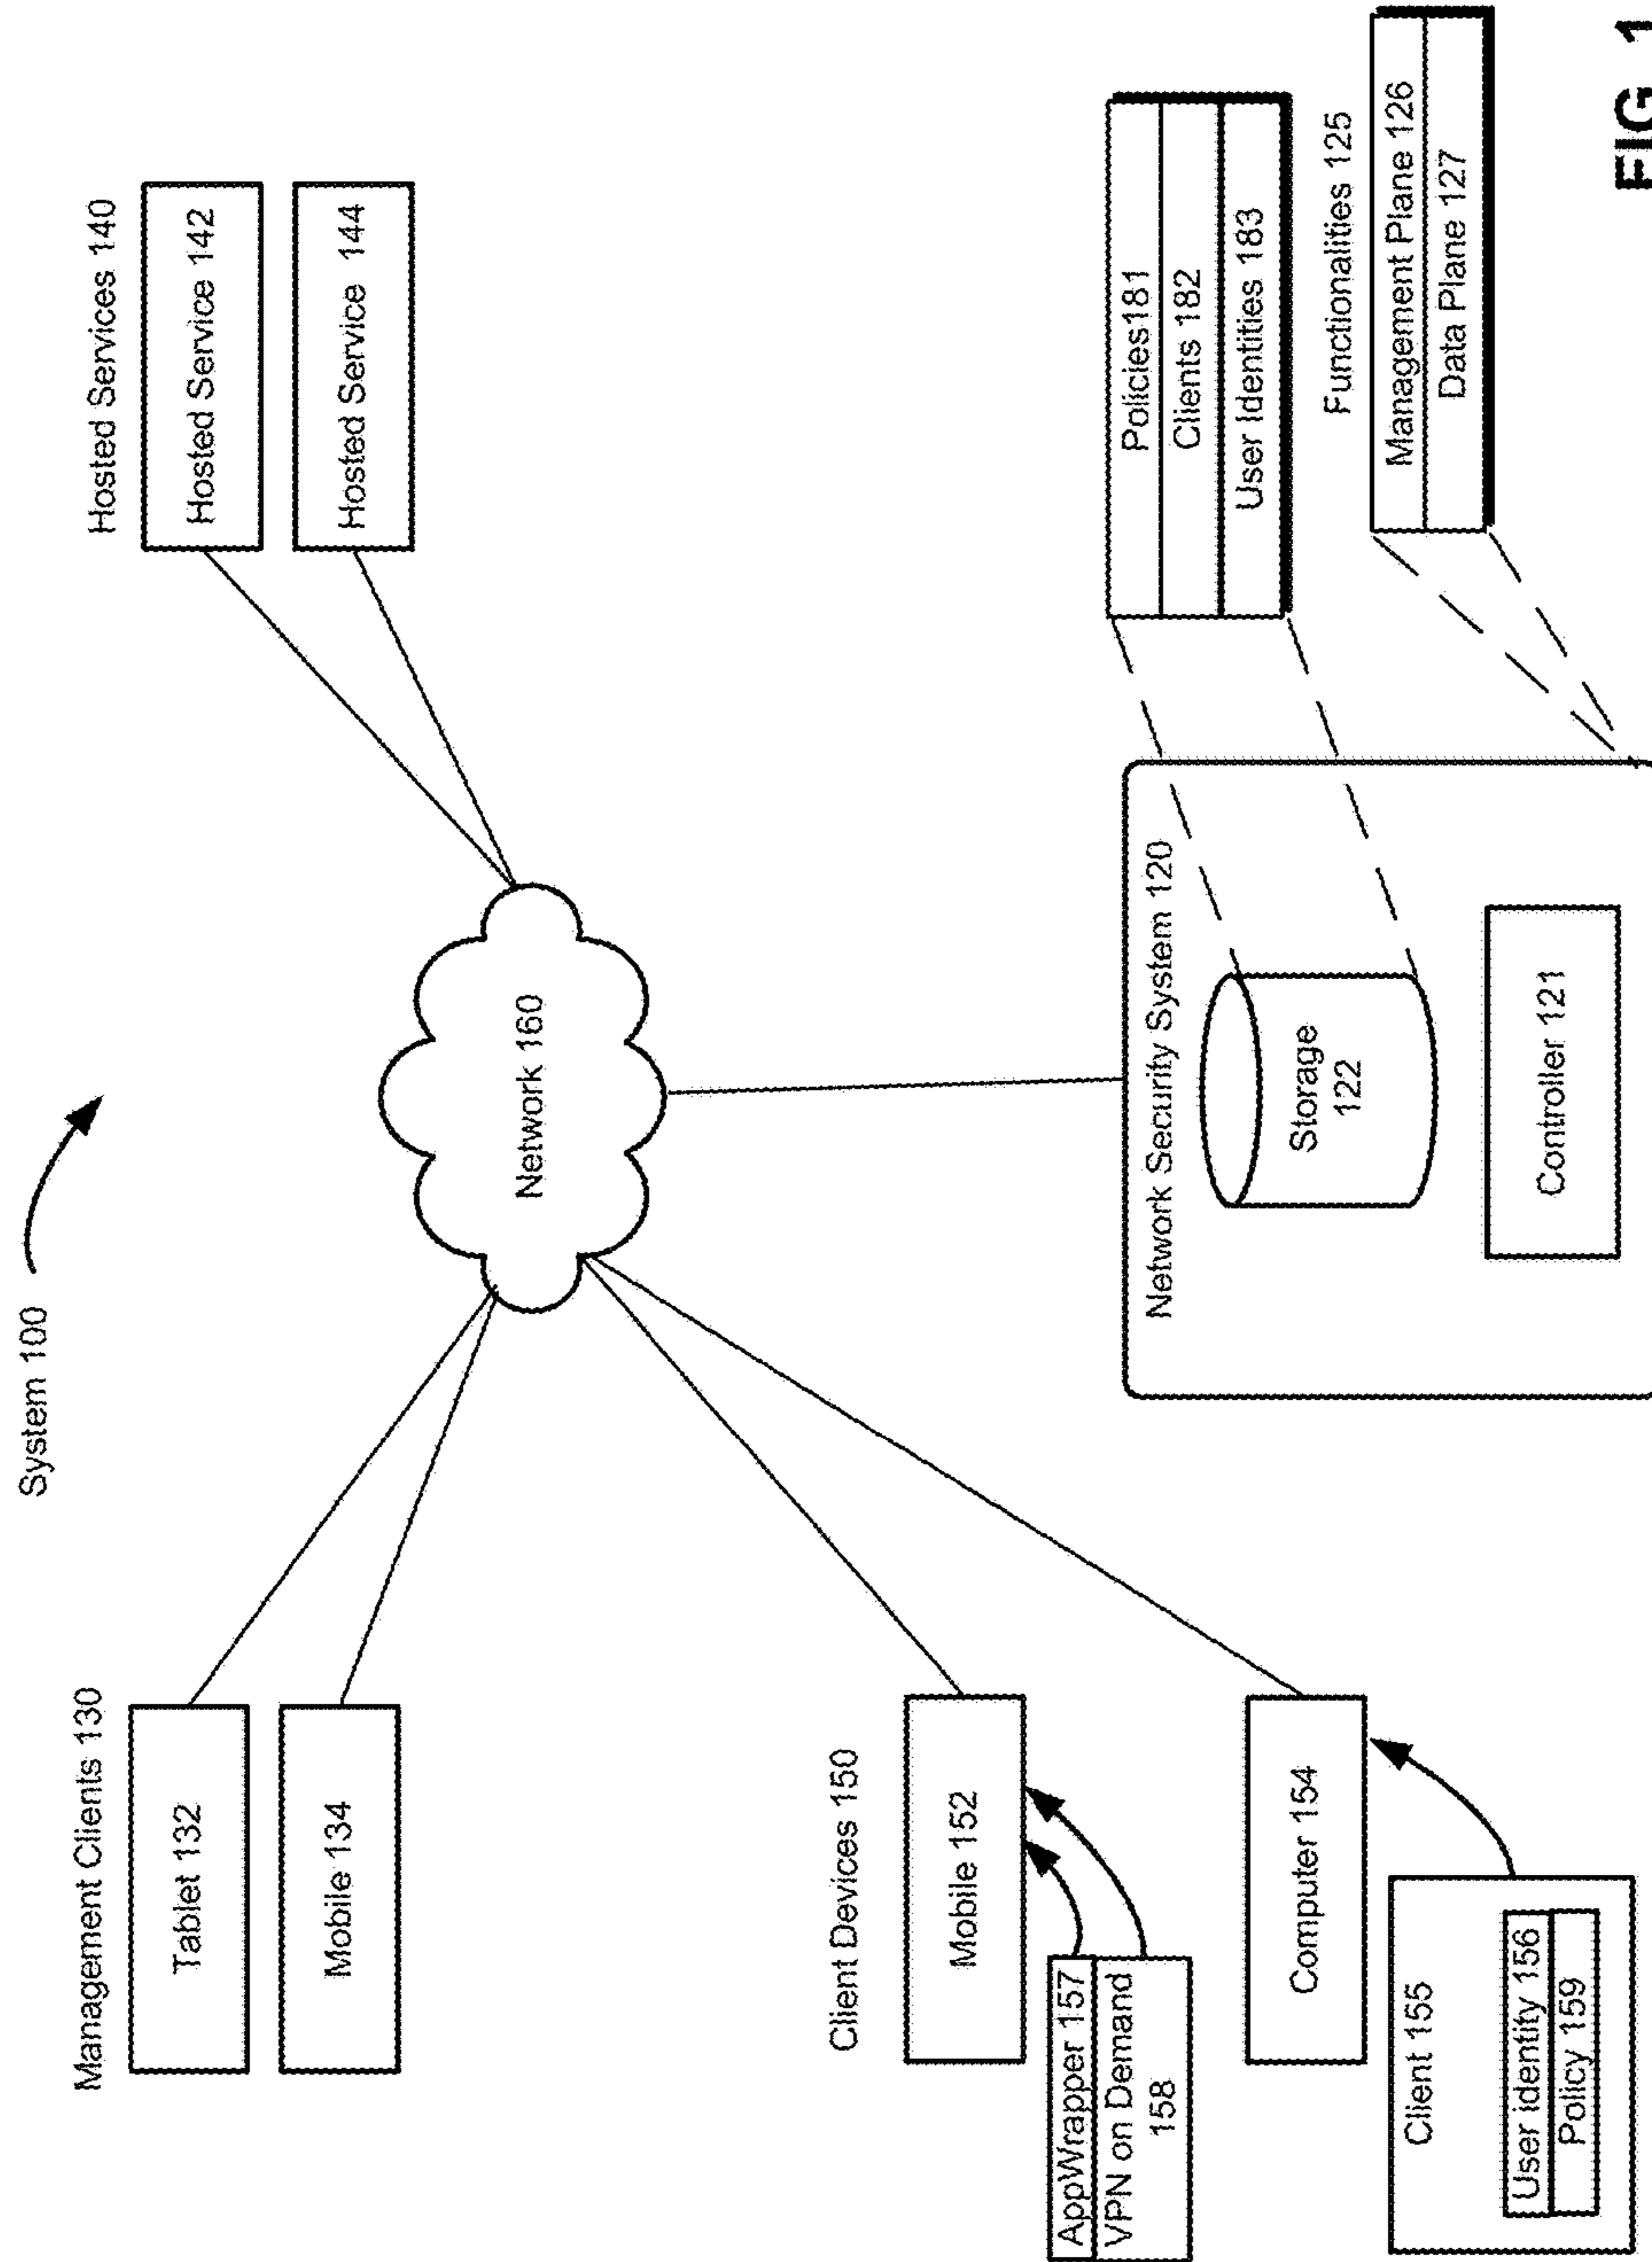 System 100
Management Clients 130
Tablet 132
Mobile 134
Hosted Services 140
Hosted Service 142
Hosted Service 144
Network 160
Client Devices 150
Mobile 152
AppWrapper 157
VPN on Demand
158
Computer 154
Client 155
User identity 156
Policy 159
Network Security System 120
Storage
122
Controller 121
Policies181
Clients 182
User Identities 183
Functionalities 125
Management Plane 126
Data Plane 127
FIG. 1